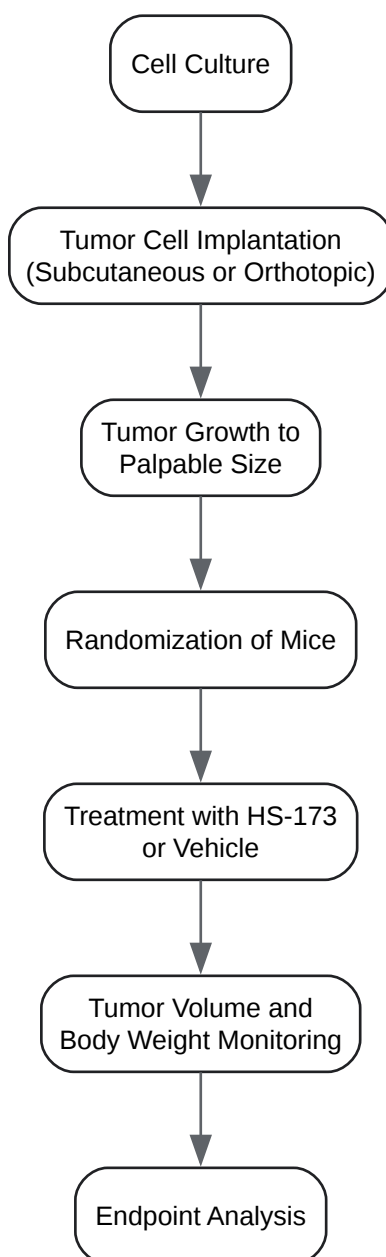 Cell Culture
Tumor Cell Implantation
(Subcutaneous or Orthotopic)
Tumor Growth to
Palpable Size
Randomization of Mice
Treatment with HS-173
or Vehicle
Tumor Volume and
Body Weight Monitoring
Endpoint Analysis